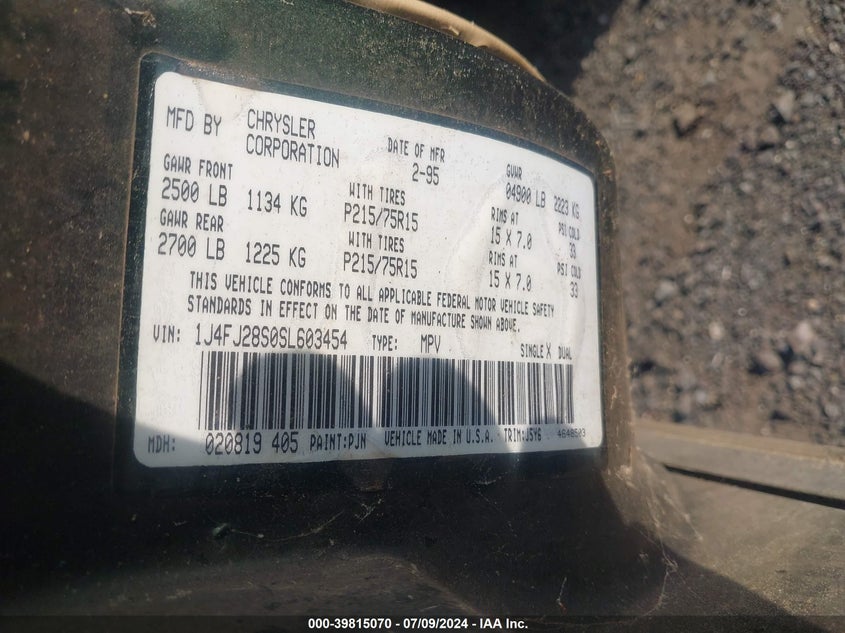 MFD BY CHRYSLER CORPORATION DATE OF MFR 2-95 GVWR 04900 LB 2223 KG
GAWR FRONT WITH TIRES RIMS AT PSI COLD
2500 LB 1134 KG P215/75R15 15 X 7.0 33
GAWR REAR WITH TIRES RIMS AT PSI COLD
2700 LB 1225 KG P215/75R15 15 X 7.0 33
THIS VEHICLE CONFORMS TO ALL APPLICABLE FEDERAL MOTOR VEHICLE SAFETY
STANDARDS IN EFFECT ON THE DATE OF MANUFACTURE SHOWN ABOVE.
VIN: 1J4FJ28S0SL603454 TYPE: MPV SINGLE X DUAL
MDH: 020819 405 PAINT:PJN VEHICLE MADE IN U.S.A. TRIM:J5Y6 4648503
000-39815070 / 07/09/2024 - IAA Inc.